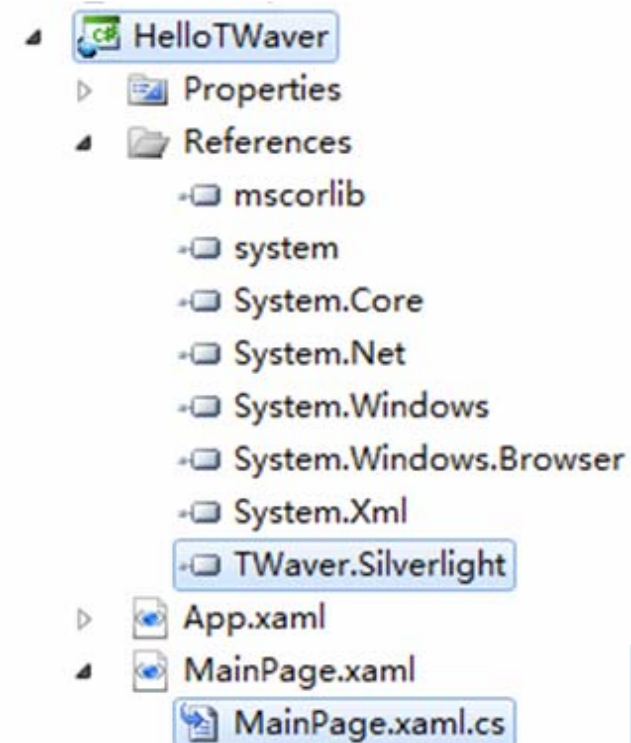 HelloTWaver
Properties
References
mscorlib
system
System.Core
System.Net
System.Windows
System.Windows.Browser
System.Xml
TWaver.Silverlight
App.xaml
MainPage.xaml
MainPage.xaml.cs